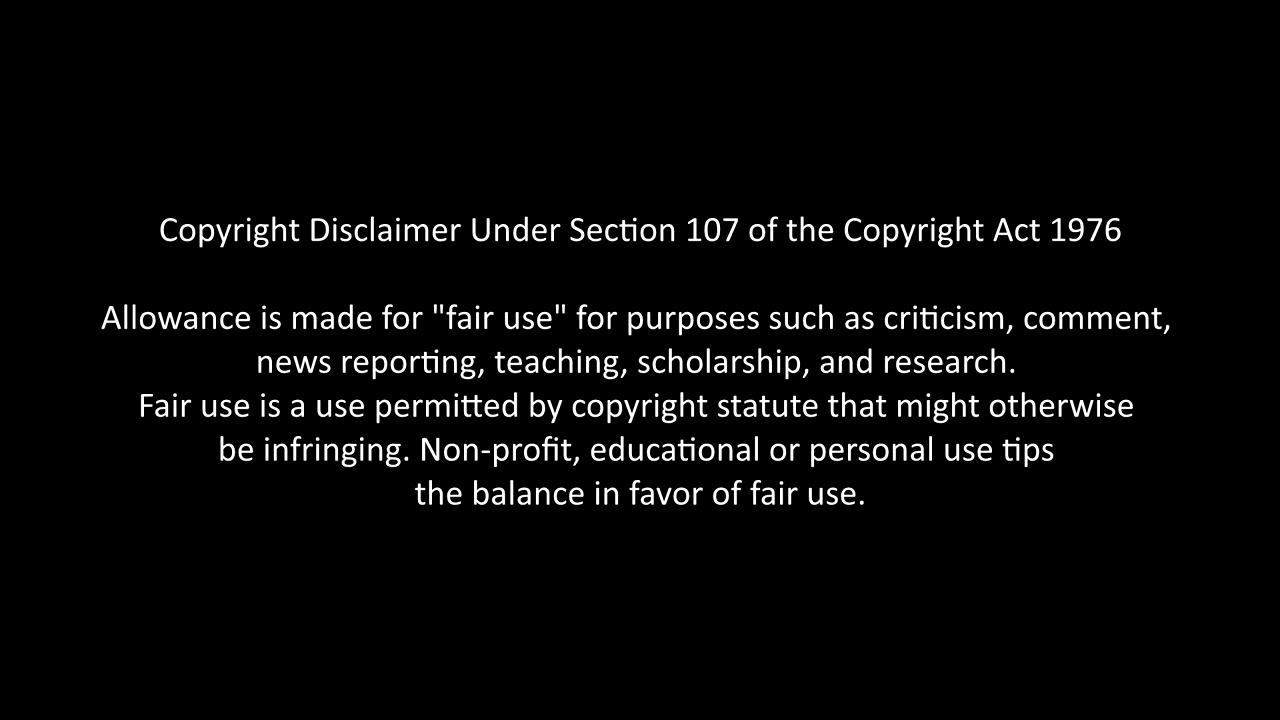 Copyright Disclaimer Under Section 107 of the Copyright Act 1976
Allowance is made for "fair use" for purposes such as criticism, comment,
news reporting, teaching, scholarship, and research.
Fair use is a use permitted by copyright statute that might otherwise
be infringing. Non-profit, educational or personal use tips
the balance in favor of fair use.